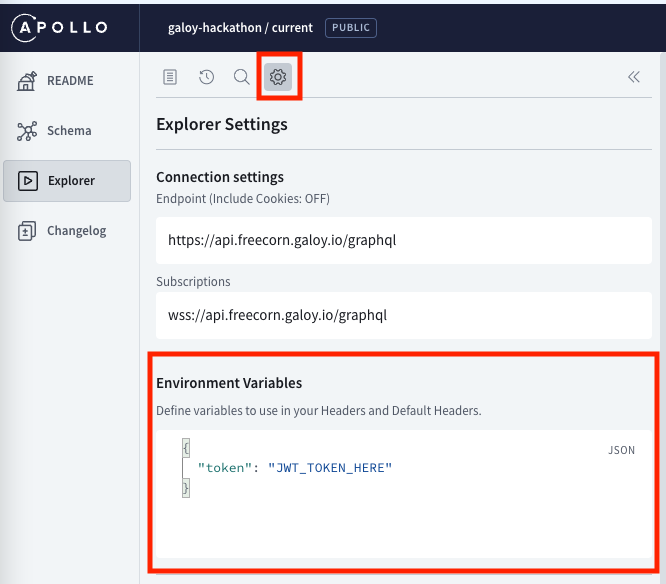 APOLLO
galoy-hackathon / current PUBLIC
README
Schema
Explorer
Changelog
Explorer Settings
Connection settings
Endpoint (Include Cookies: OFF)
https://api.freecorn.galoy.io/graphql
Subscriptions
wss://api.freecorn.galoy.io/graphql
Environment Variables
Define variables to use in your Headers and Default Headers.
JSON
{
"token": "JWT_TOKEN_HERE"
}